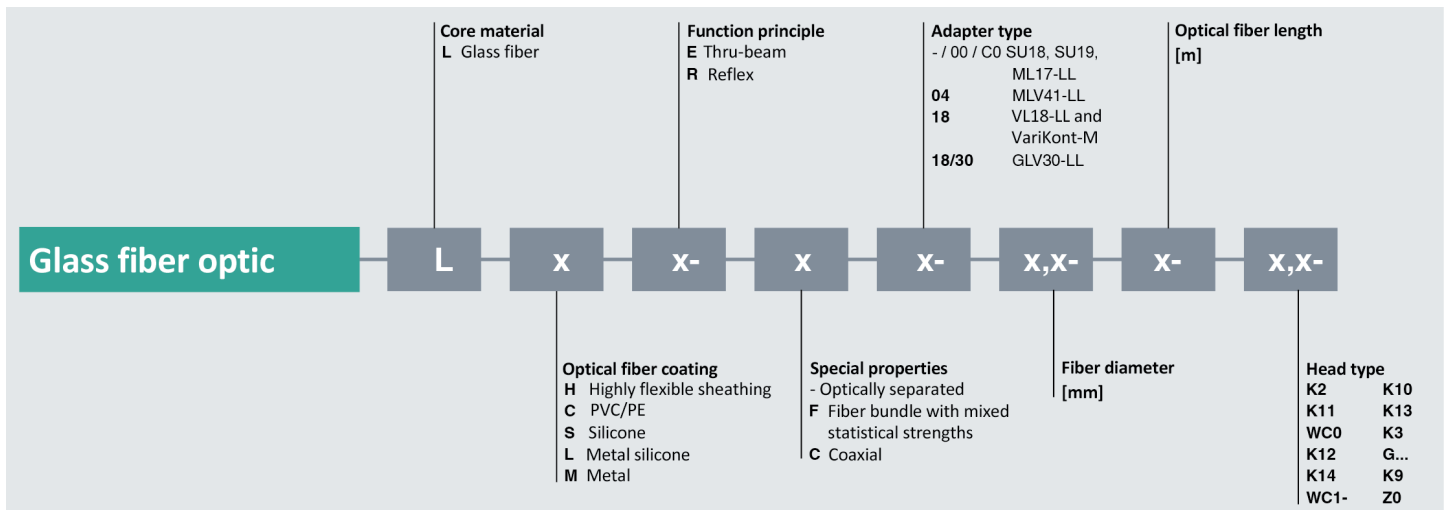 Core material
L Glass fiber
Function principle
E Thru-beam
R Reflex
Adapter type
- / 00 / C0 SU18, SU19,
ML17-LL
04 MLV41-LL
18 VL18-LL and
VariKont-M
18/30 GLV30-LL
Optical fiber length
[m]
Glass fiber optic L x x- x x- x,x- x- x,x-
Optical fiber coating
H Highly flexible sheathing
C PVC/PE
S Silicone
L Metal silicone
M Metal
Special properties
- Optically separated
F Fiber bundle with mixed
statistical strengths
C Coaxial
Fiber diameter
[mm]
Head type
K2 K10
K11 K13
WC0 K3
K12 G...
K14 K9
WC1- Z0